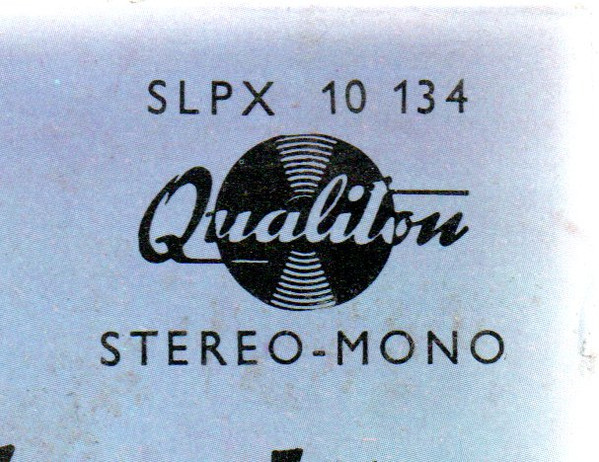 SLPX 10 134
Qualiton
STEREO-MONO